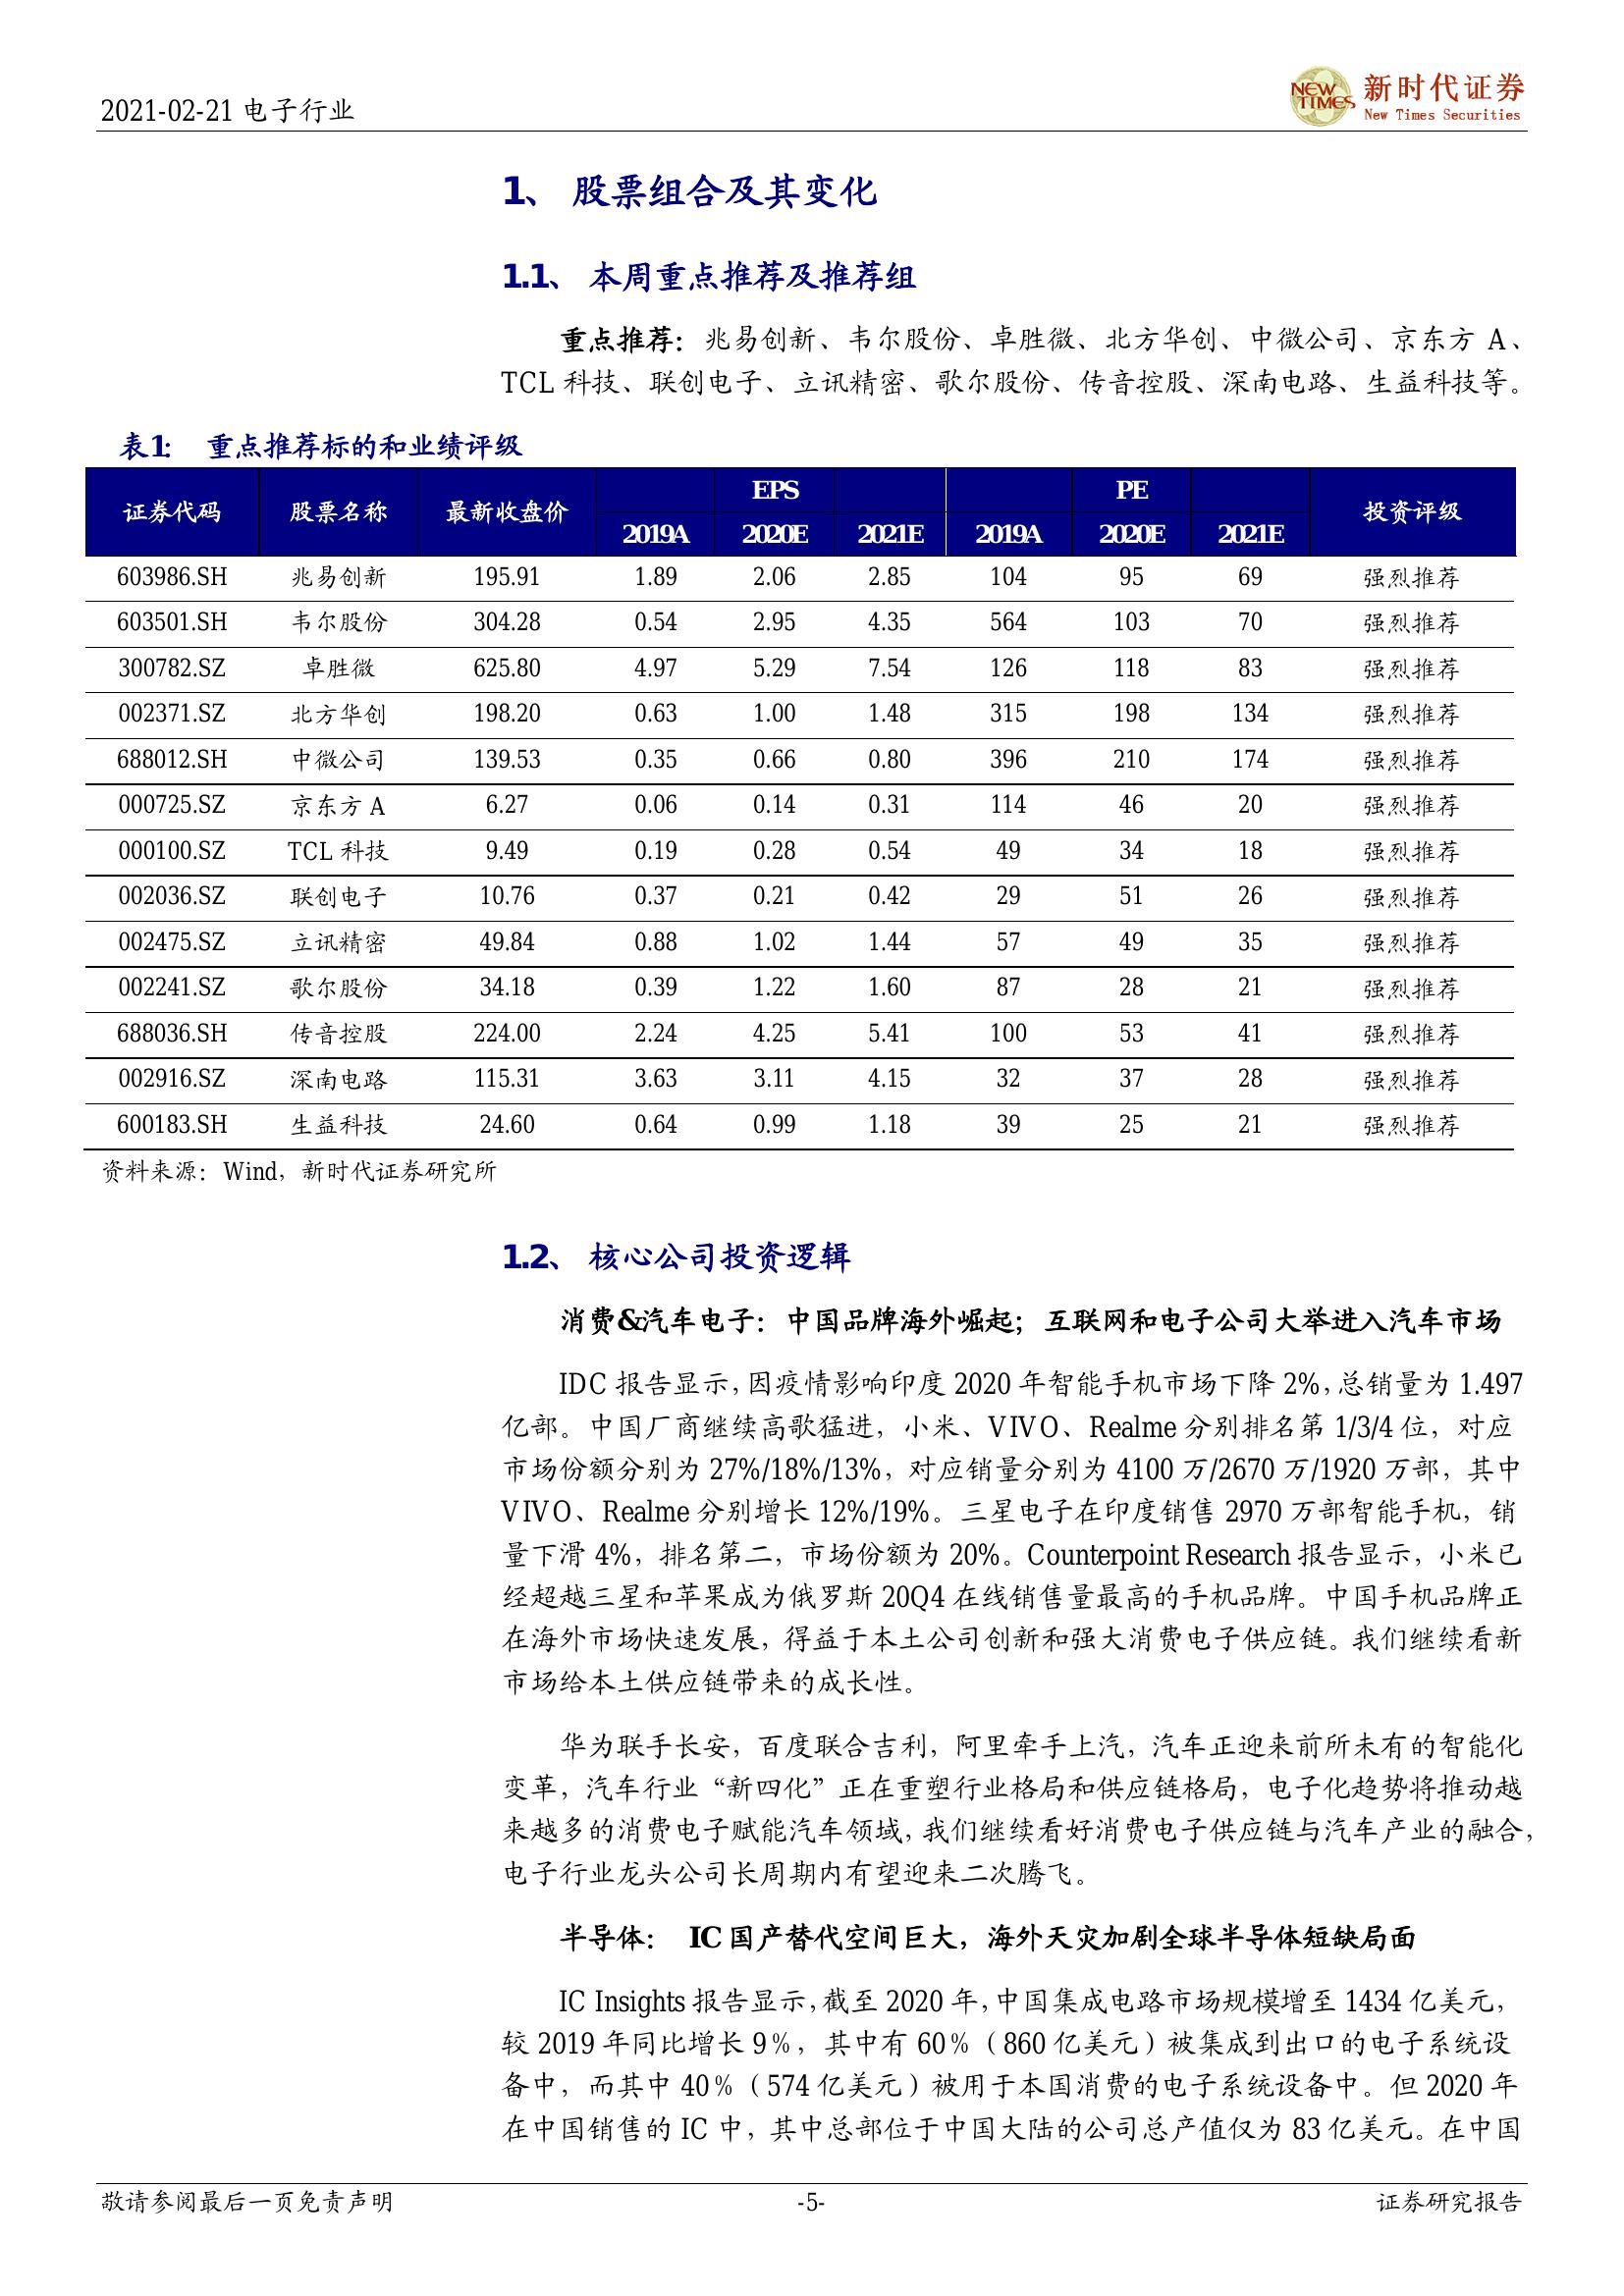 2021-02-21 电子行业
NEW TIMES 新时代证券
New Times Securities
1、 股票组合及其变化
1.1、 本周重点推荐及推荐组
重点推荐：兆易创新、韦尔股份、卓胜微、北方华创、中微公司、京东方 A、
TCL 科技、联创电子、立讯精密、歌尔股份、传音控股、深南电路、生益科技等。
表1: 重点推荐标的和业绩评级
证券代码 股票名称 最新收盘价 EPS PE 投资评级
2019A 2020E 2021E 2019A 2020E 2021E
603986.SH 兆易创新 195.91 1.89 2.06 2.85 104 95 69 强烈推荐
603501.SH 韦尔股份 304.28 0.54 2.95 4.35 564 103 70 强烈推荐
300782.SZ 卓胜微 625.80 4.97 5.29 7.54 126 118 83 强烈推荐
002371.SZ 北方华创 198.20 0.63 1.00 1.48 315 198 134 强烈推荐
688012.SH 中微公司 139.53 0.35 0.66 0.80 396 210 174 强烈推荐
000725.SZ 京东方 A 6.27 0.06 0.14 0.31 114 46 20 强烈推荐
000100.SZ TCL 科技 9.49 0.19 0.28 0.54 49 34 18 强烈推荐
002036.SZ 联创电子 10.76 0.37 0.21 0.42 29 51 26 强烈推荐
002475.SZ 立讯精密 49.84 0.88 1.02 1.44 57 49 35 强烈推荐
002241.SZ 歌尔股份 34.18 0.39 1.22 1.60 87 28 21 强烈推荐
688036.SH 传音控股 224.00 2.24 4.25 5.41 100 53 41 强烈推荐
002916.SZ 深南电路 115.31 3.63 3.11 4.15 32 37 28 强烈推荐
600183.SH 生益科技 24.60 0.64 0.99 1.18 39 25 21 强烈推荐
资料来源：Wind，新时代证券研究所
1.2、 核心公司投资逻辑
消费&汽车电子：中国品牌海外崛起；互联网和电子公司大举进入汽车市场
IDC 报告显示，因疫情影响印度 2020 年智能手机市场下降 2%，总销量为 1.497
亿部。中国厂商继续高歌猛进，小米、VIVO、Realme 分别排名第 1/3/4 位，对应
市场份额分别为 27%/18%/13%，对应销量分别为 4100 万/2670 万/1920 万部，其中
VIVO、Realme 分别增长 12%/19%。三星电子在印度销售 2970 万部智能手机，销
量下滑 4%，排名第二，市场份额为 20%。Counterpoint Research 报告显示，小米已
经超越三星和苹果成为俄罗斯 20Q4 在线销售量最高的手机品牌。中国手机品牌正
在海外市场快速发展，得益于本土公司创新和强大消费电子供应链。我们继续看新
市场给本土供应链带来的成长性。
华为联手长安，百度联合吉利，阿里牵手上汽，汽车正迎来前所未有的智能化
变革，汽车行业“新四化”正在重塑行业格局和供应链格局，电子化趋势将推动越
来越多的消费电子赋能汽车领域，我们继续看好消费电子供应链与汽车产业的融合，
电子行业龙头公司长周期内有望迎来二次腾飞。
半导体： IC 国产替代空间巨大，海外天灾加剧全球半导体短缺局面
IC Insights 报告显示，截至 2020 年，中国集成电路市场规模增至 1434 亿美元，
较 2019 年同比增长 9％，其中有 60％（860 亿美元）被集成到出口的电子系统设
备中，而其中 40％（574 亿美元）被用于本国消费的电子系统设备中。但 2020 年
在中国销售的 IC 中，其中总部位于中国大陆的公司总产值仅为 83 亿美元。在中国
敬请参阅最后一页免责声明 -5- 证券研究报告